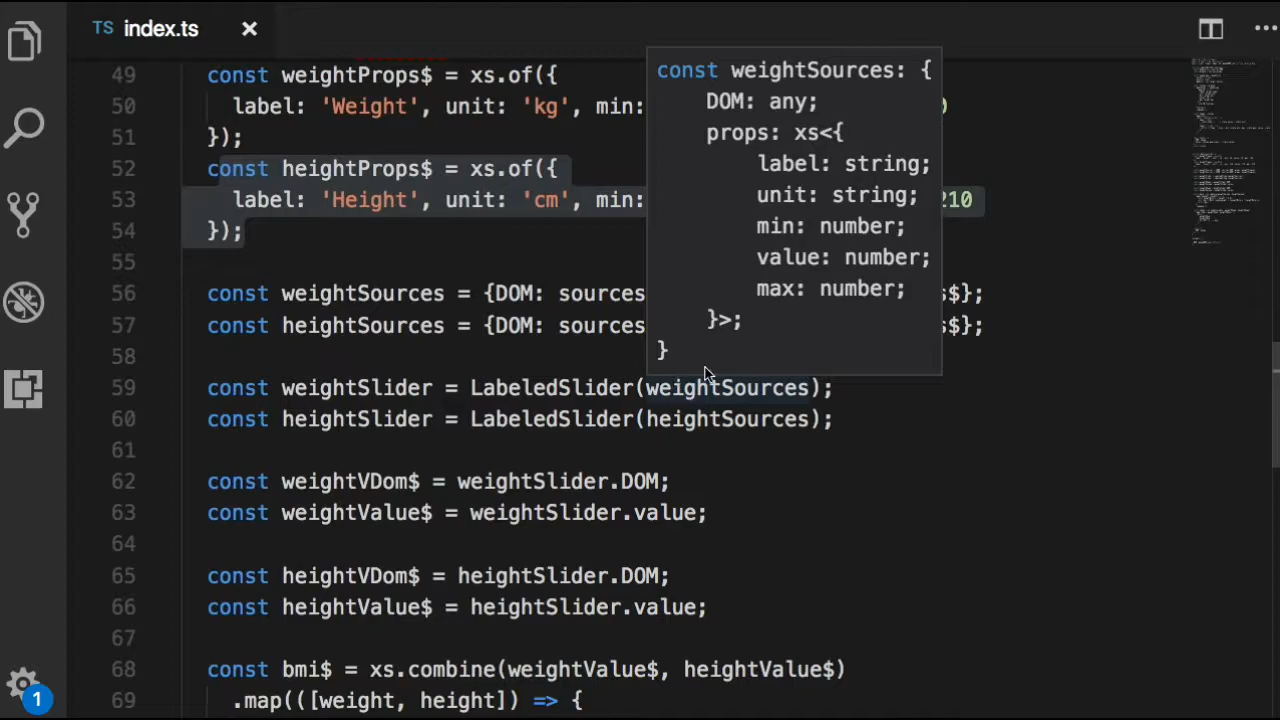 TS index.ts ×
49 const weightProps$ = xs.of({
50 label: 'Weight', unit: 'kg', min:
51 });
52 const heightProps$ = xs.of({
53 label: 'Height', unit: 'cm', min: 210
54 });
55
56 const weightSources = {DOM: sources s$};
57 const heightSources = {DOM: sources s$};
58
59 const weightSlider = LabeledSlider(weightSources);
60 const heightSlider = LabeledSlider(heightSources);
61
62 const weightVDom$ = weightSlider.DOM;
63 const weightValue$ = weightSlider.value;
64
65 const heightVDom$ = heightSlider.DOM;
66 const heightValue$ = heightSlider.value;
67
68 const bmi$ = xs.combine(weightValue$, heightValue$)
69 .map(([weight, height]) => {
const weightSources: {
DOM: any;
props: xs<{
label: string;
unit: string;
min: number;
value: number;
max: number;
}>;
}
1